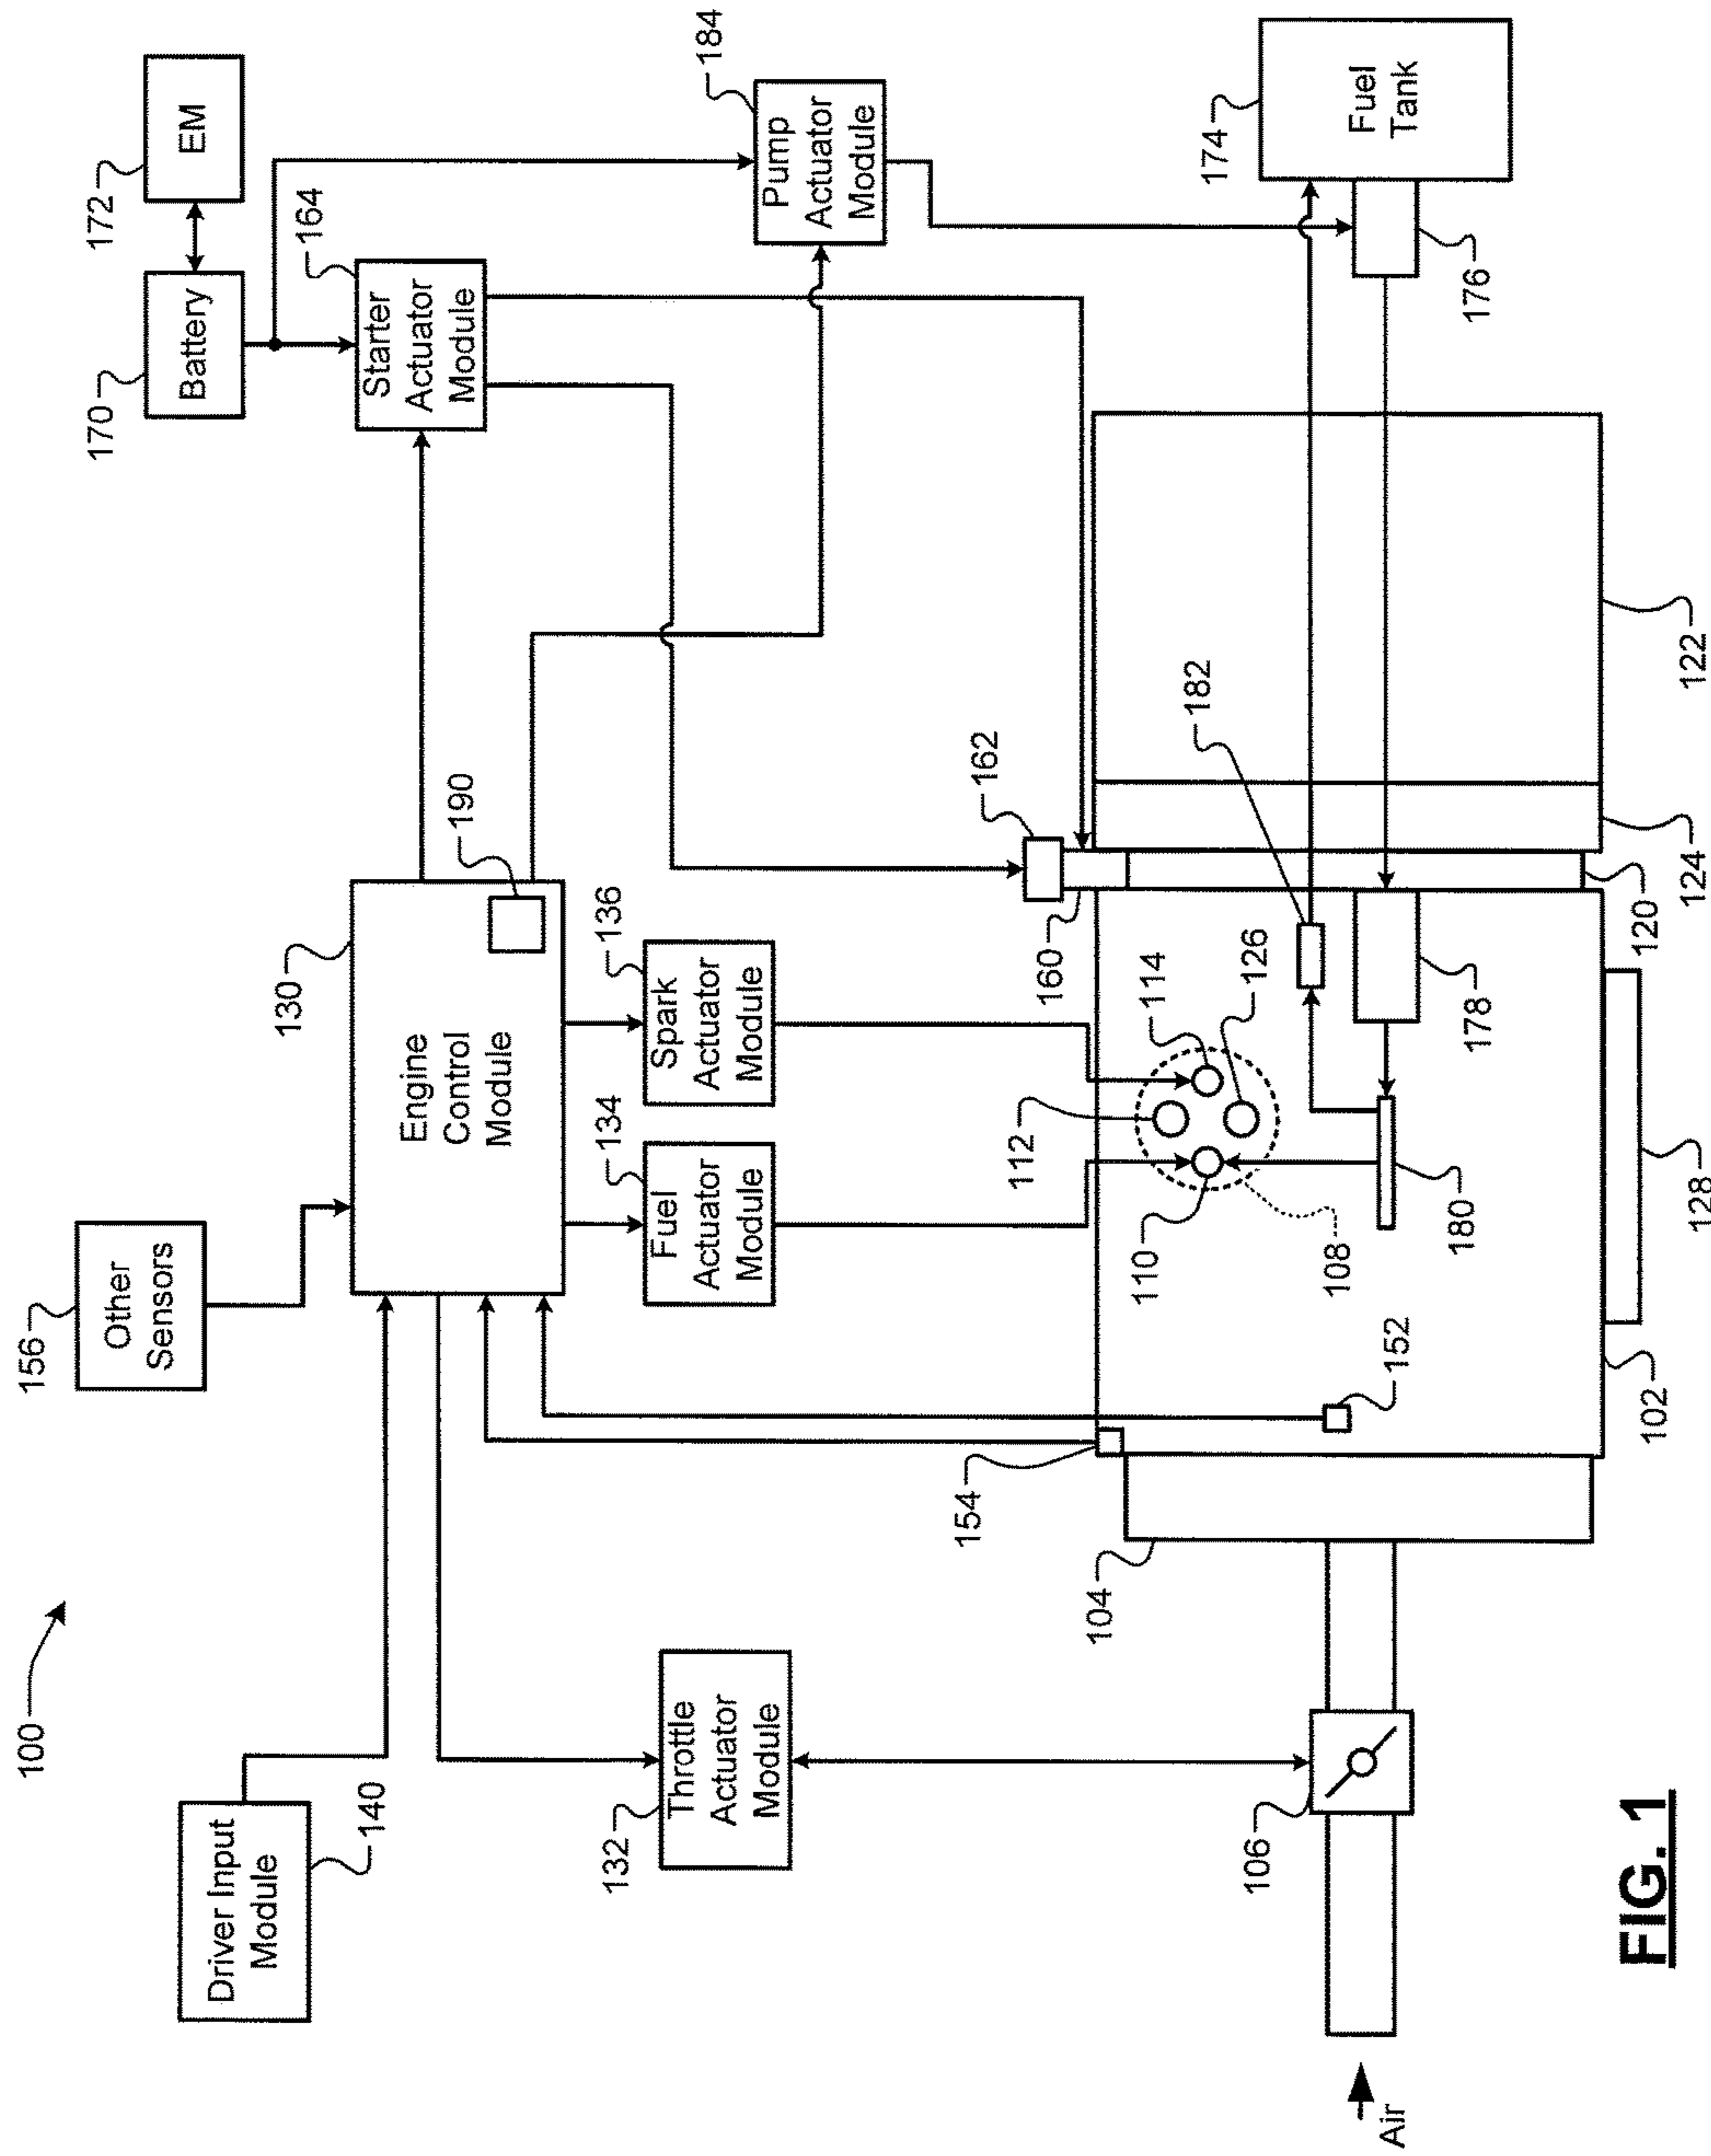 100
Driver Input
Module
140
156
Other
Sensors
130
Engine
Control
Module
190
170
Battery
172
EM
164
Starter
Actuator
Module
184
Pump
Actuator
Module
132
Throttle
Actuator
Module
134
Fuel
Actuator
Module
136
Spark
Actuator
Module
162
160
154
104
106
Air
112
114
126
110
108
152
182
180
178
102
128
120
124
122
174
Fuel
Tank
176
FIG. 1